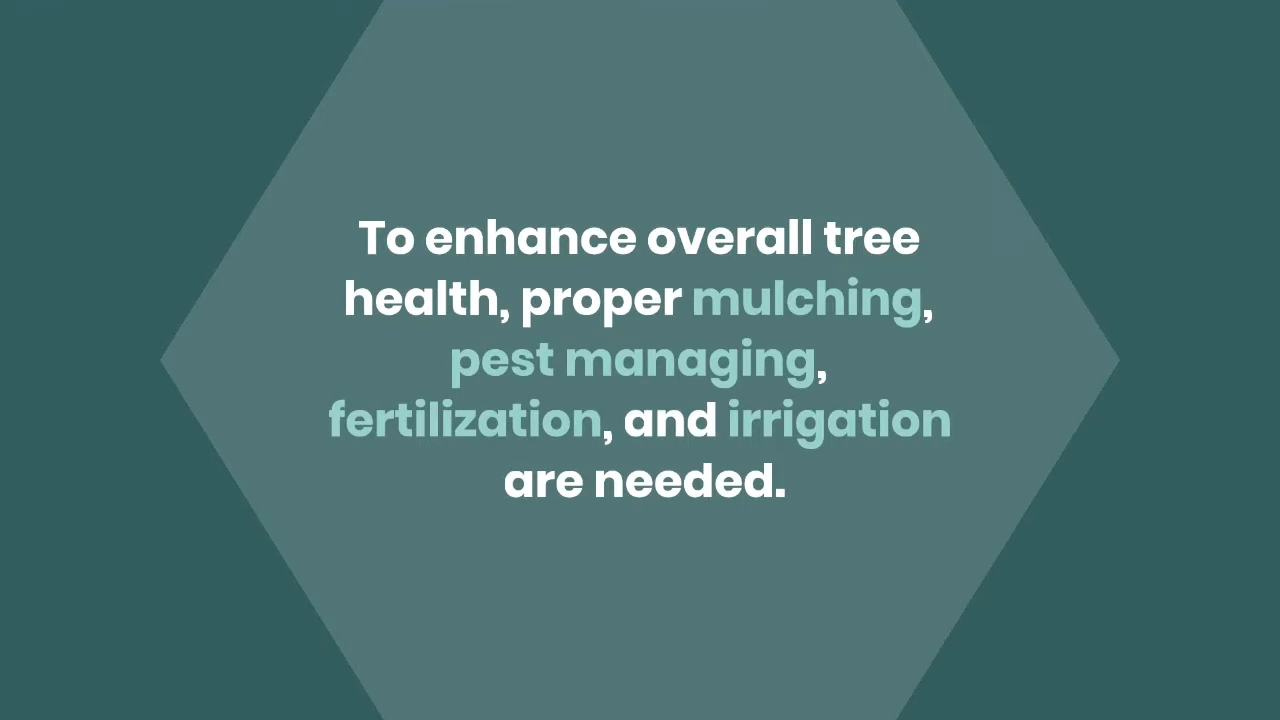 To enhance overall tree
health, proper mulching,
pest managing,
fertilization, and irrigation
are needed.